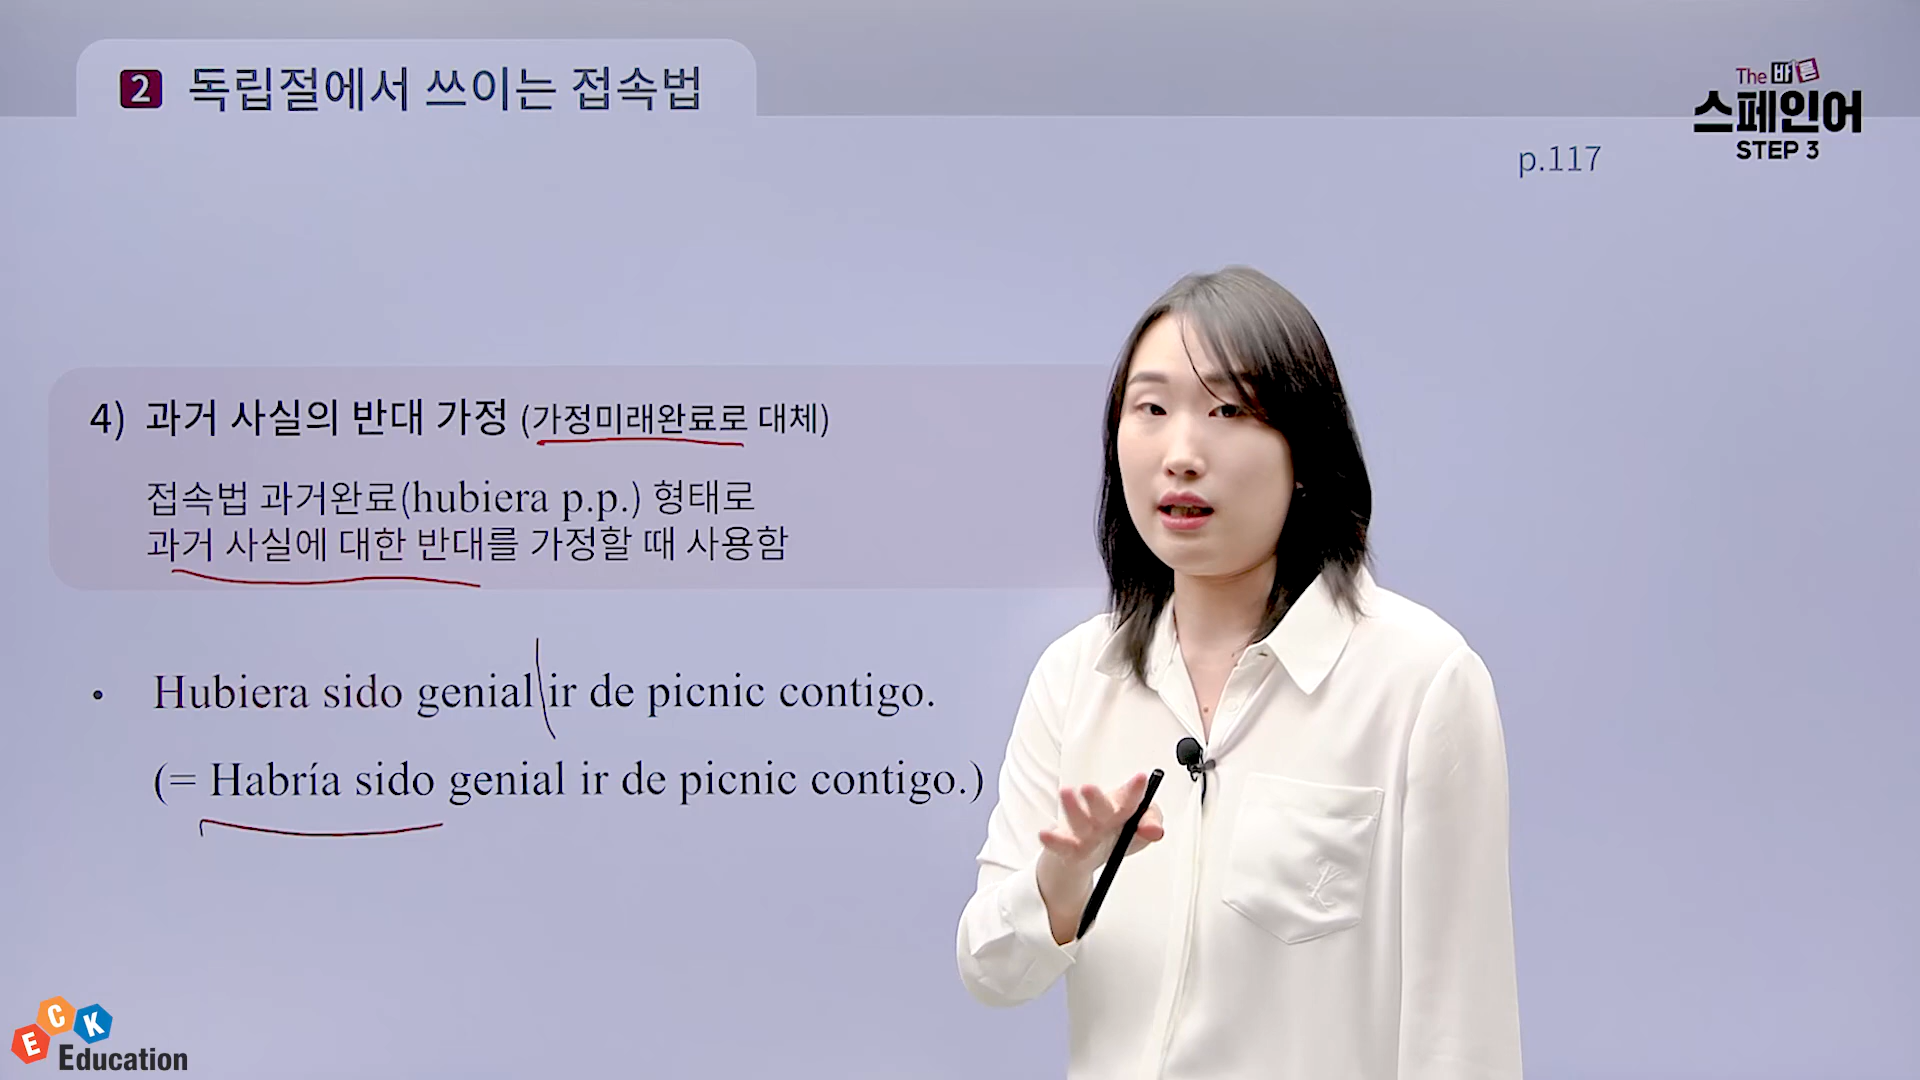 2 독립절에서 쓰이는 접속법
The 바른
스페인어
STEP 3
p.117
4) 과거 사실의 반대 가정 (가정미래완료로 대체)
접속법 과거완료(hubiera p.p.) 형태로
과거 사실에 대한 반대를 가정할 때 사용함
• Hubiera sido genial ir de picnic contigo.
(= Habría sido genial ir de picnic contigo.)
ECK
Education